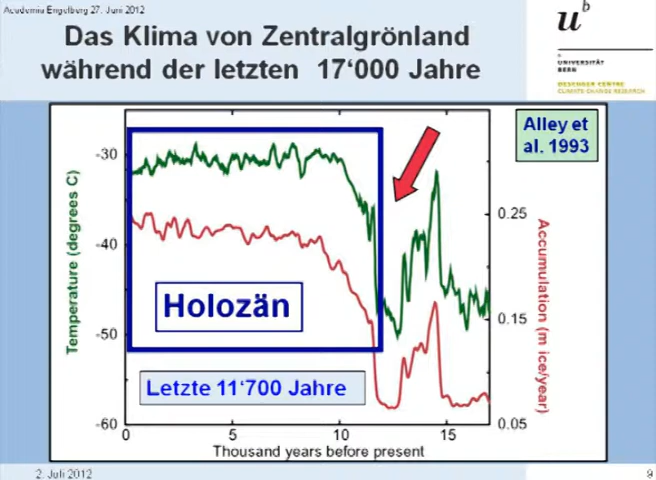 Academia Engelberg 27. Juni 2012
Das Klima von Zentralgrönland
während der letzten 17‘000 Jahre
u b
b
UNIVERSITÄT
BERN
OESCHGER CENTRE
CLIMATE CHANGE RESEARCH
Alley et
al. 1993
Temperature (degrees C)
-30
-40
-50
-60
Holozän
Letzte 11‘700 Jahre
0.25
0.15
0.05
Accumulation (m ice/year)
0
5
10
15
Thousand years before present
2. Juli 2012
9